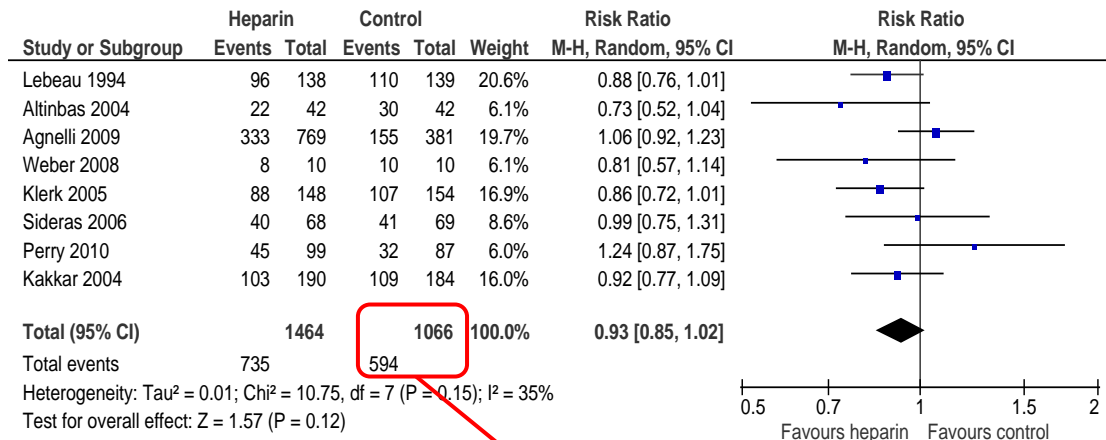 Heparin Control Risk Ratio Risk Ratio
Study or Subgroup Events Total Events Total Weight M-H, Random, 95% CI M-H, Random, 95% CI
Lebeau 1994 96 138 110 139 20.6% 0.88 [0.76, 1.01]
Altinbas 2004 22 42 30 42 6.1% 0.73 [0.52, 1.04]
Agnelli 2009 333 769 155 381 19.7% 1.06 [0.92, 1.23]
Weber 2008 8 10 10 10 6.1% 0.81 [0.57, 1.14]
Klerk 2005 88 148 107 154 16.9% 0.86 [0.72, 1.01]
Sideras 2006 40 68 41 69 8.6% 0.99 [0.75, 1.31]
Perry 2010 45 99 32 87 6.0% 1.24 [0.87, 1.75]
Kakkar 2004 103 190 109 184 16.0% 0.92 [0.77, 1.09]
Total (95% CI) 1464 1066 100.0% 0.93 [0.85, 1.02]
Total events 735 594
Heterogeneity: Tau² = 0.01; Chi² = 10.75, df = 7 (P = 0.15); I² = 35%
Test for overall effect: Z = 1.57 (P = 0.12)
0.5 0.7 1 1.5 2
Favours heparin Favours control